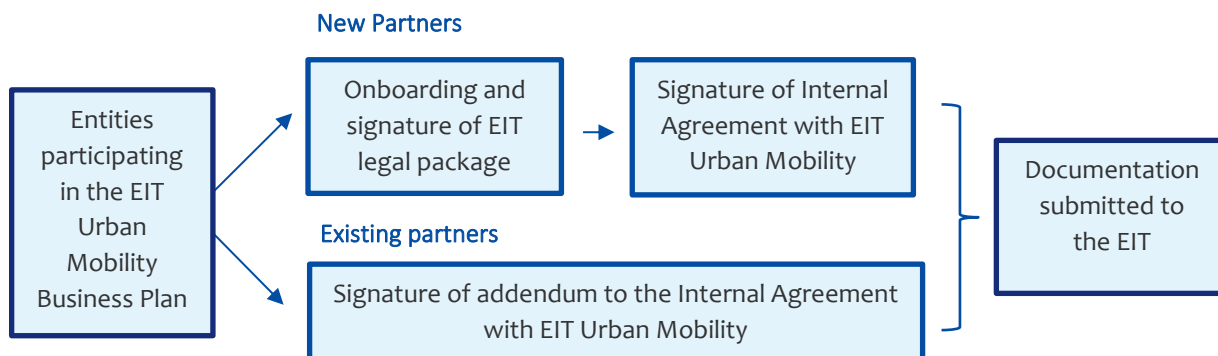 New Partners
Entities
participating
in the EIT
Urban
Mobility
Business Plan
Onboarding and
signature of EIT
legal package
Signature of Internal
Agreement with EIT
Urban Mobility
Existing partners
Signature of addendum to the Internal Agreement
with EIT Urban Mobility
Documentation
submitted to
the EIT